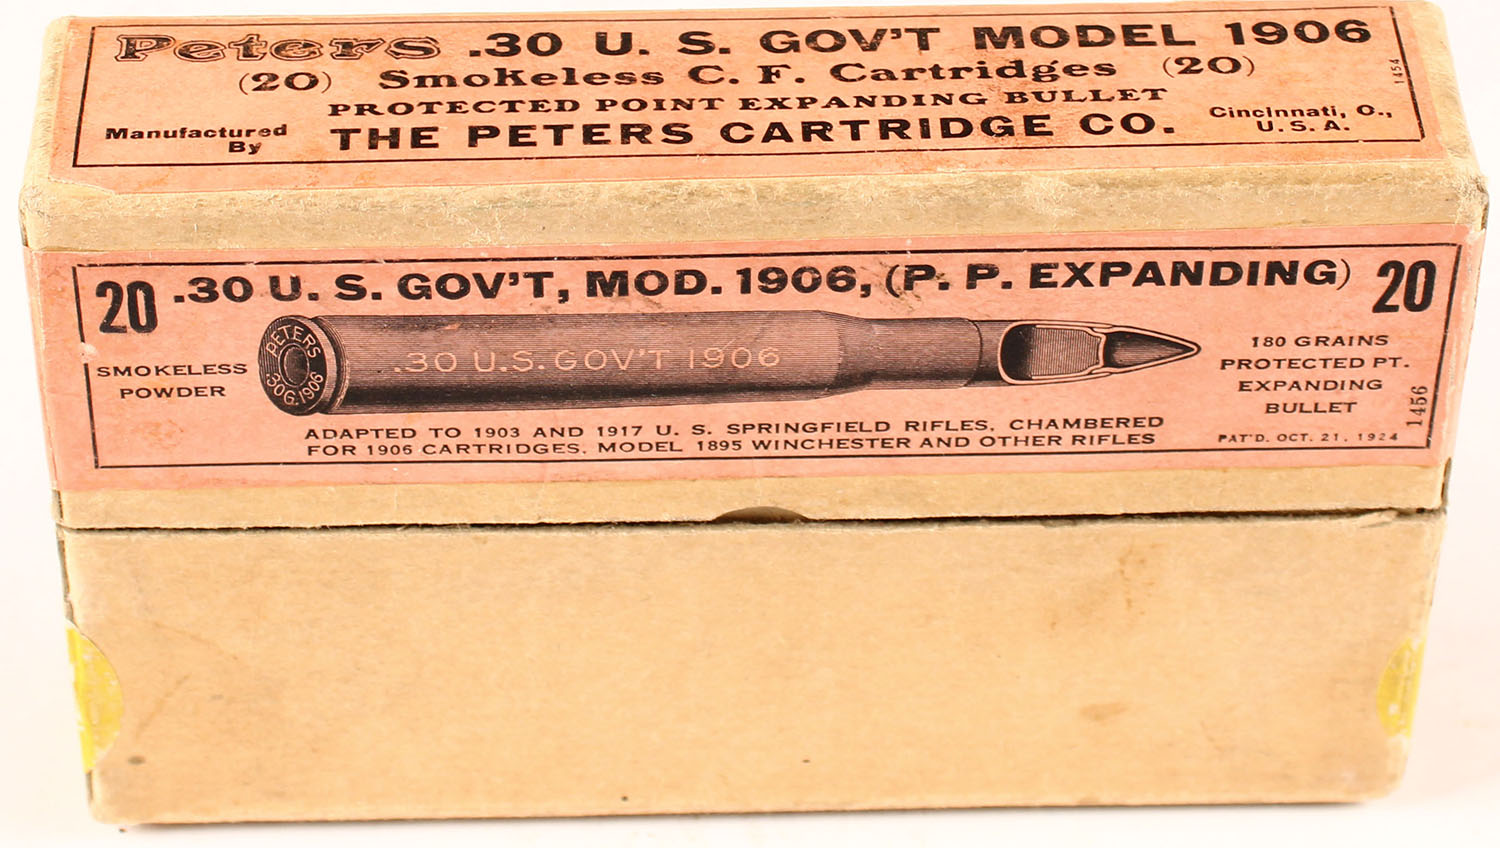 Peters .30 U. S. GOV'T MODEL 1906
(20) Smokeless C. F. Cartridges (20)
PROTECTED POINT EXPANDING BULLET
Manufactured By THE PETERS CARTRIDGE CO. Cincinnati, O., U. S. A.
1454
20 .30 U. S. GOV'T, MOD. 1906, (P. P. EXPANDING) 20
SMOKELESS
POWDER
PETERS
30G.1906
.30 U.S. GOV'T 1906
180 GRAINS
PROTECTED PT.
EXPANDING
BULLET
PAT'D. OCT. 21, 1924
1456
ADAPTED TO 1903 AND 1917 U. S. SPRINGFIELD RIFLES, CHAMBERED
FOR 1906 CARTRIDGES, MODEL 1895 WINCHESTER AND OTHER RIFLES